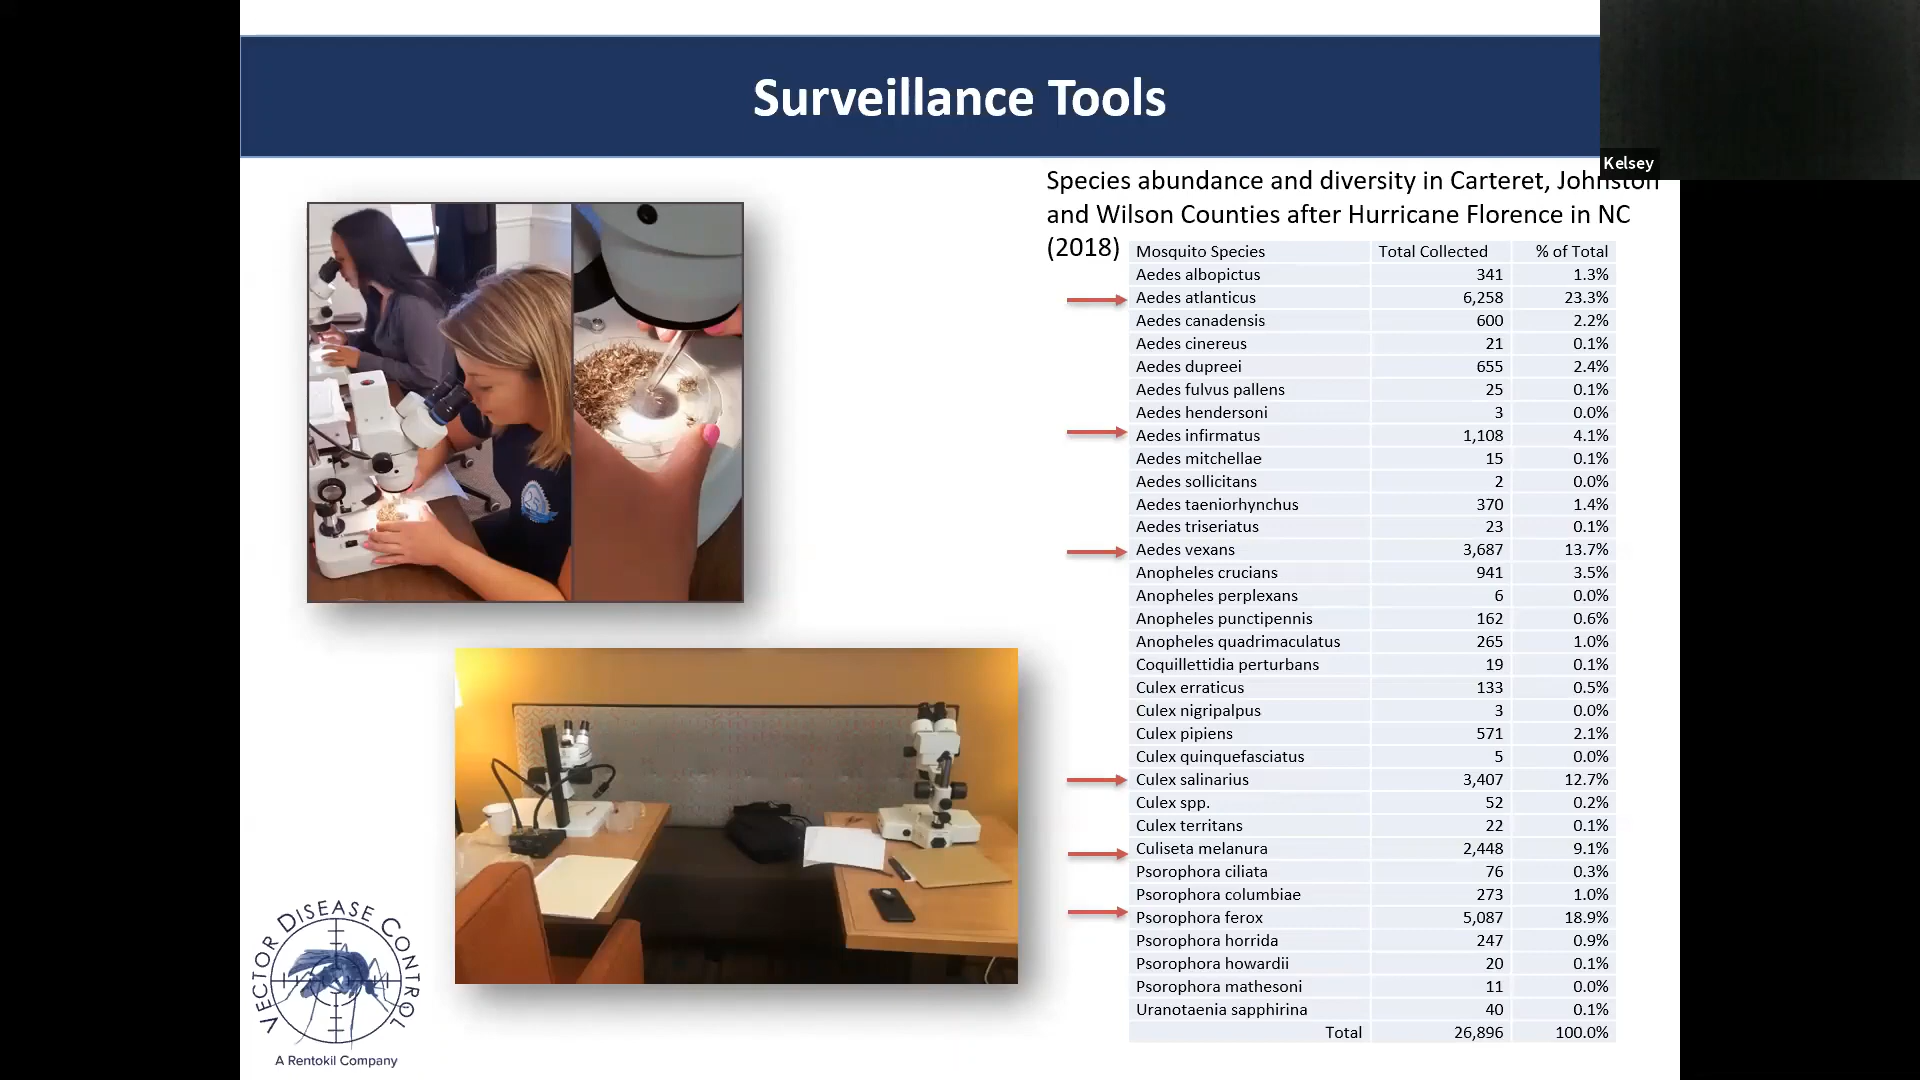 Surveillance Tools
Kelsey
Species abundance and diversity in Carteret, Johnston
and Wilson Counties after Hurricane Florence in NC
(2018)
Mosquito Species Total Collected % of Total
Aedes albopictus 341 1.3%
Aedes atlanticus 6,258 23.3%
Aedes canadensis 600 2.2%
Aedes cinereus 21 0.1%
Aedes dupreei 655 2.4%
Aedes fulvus pallens 25 0.1%
Aedes hendersoni 3 0.0%
Aedes infirmatus 1,108 4.1%
Aedes mitchellae 15 0.1%
Aedes sollicitans 2 0.0%
Aedes taeniorhynchus 370 1.4%
Aedes triseriatus 23 0.1%
Aedes vexans 3,687 13.7%
Anopheles crucians 941 3.5%
Anopheles perplexans 6 0.0%
Anopheles punctipennis 162 0.6%
Anopheles quadrimaculatus 265 1.0%
Coquillettidia perturbans 19 0.1%
Culex erraticus 133 0.5%
Culex nigripalpus 3 0.0%
Culex pipiens 571 2.1%
Culex quinquefasciatus 5 0.0%
Culex salinarius 3,407 12.7%
Culex spp. 52 0.2%
Culex territans 22 0.1%
Culiseta melanura 2,448 9.1%
Psorophora ciliata 76 0.3%
Psorophora columbiae 273 1.0%
Psorophora ferox 5,087 18.9%
Psorophora horrida 247 0.9%
Psorophora howardii 20 0.1%
Psorophora mathesoni 11 0.0%
Uranotaenia sapphirina 40 0.1%
Total 26,896 100.0%
VECTOR DISEASE CONTROL
A Rentokil Company